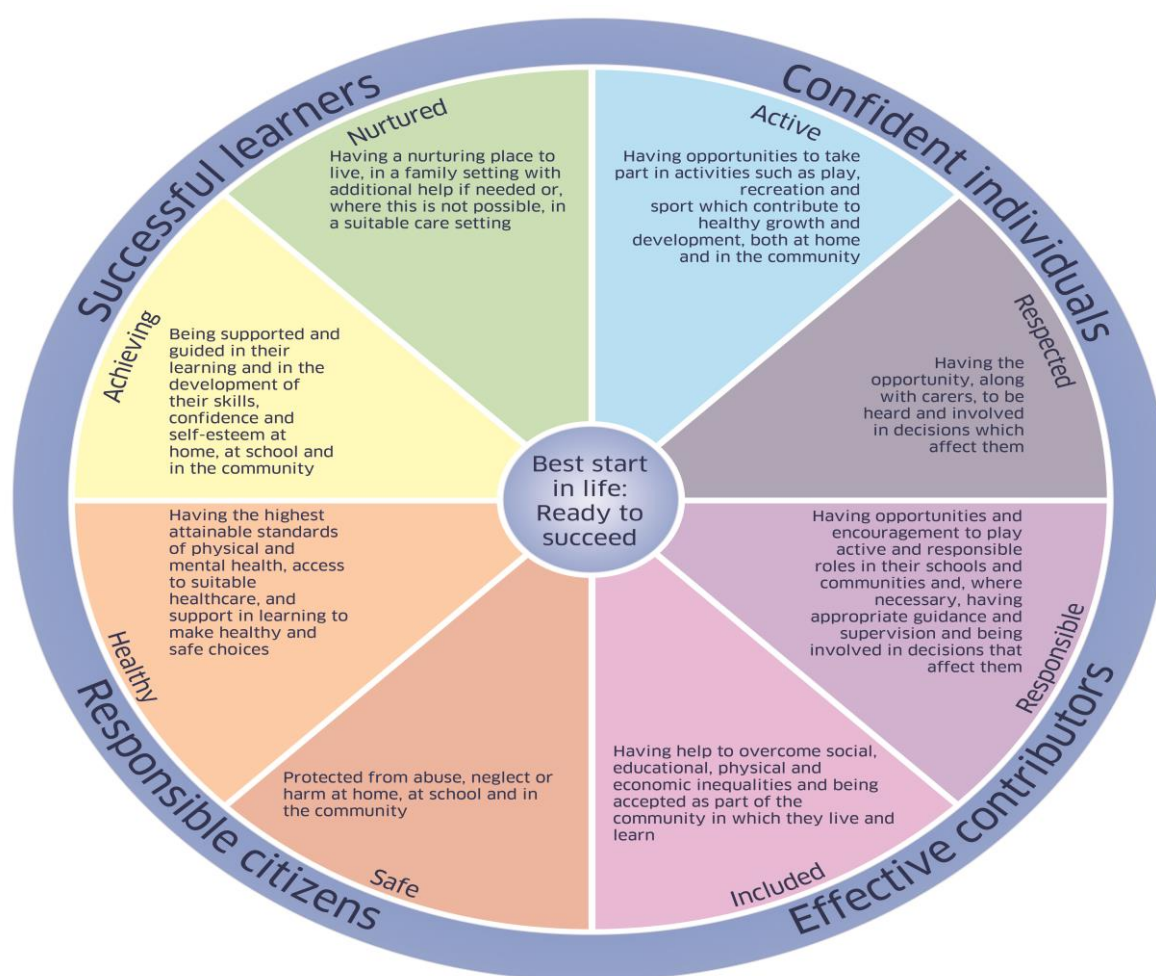 Successful learners
Confident individuals
Nurtured
Having a nurturing place to
live, in a family setting with
additional help if needed or,
where this is not possible, in
a suitable care setting
Active
Having opportunities to take
part in activities such as play,
recreation and
sport which contribute to
healthy growth and
development, both at home
and in the community
Achieving
Being supported and
guided in their
learning and in the
development of
their skills,
confidence and
self-esteem at
home, at school and
in the community
Respected
Having the
opportunity, along
with carers, to be
heard and involved
in decisions which
affect them
Best start
in life:
Ready to
succeed
Healthy
Having the highest
attainable standards
of physical and
mental health, access
to suitable
healthcare, and
support in learning to
make healthy and
safe choices
Responsible
Having opportunities and
encouragement to play
active and responsible
roles in their schools and
communities and, where
necessary, having
appropriate guidance and
supervision and being
involved in decisions that
affect them
Safe
Protected from abuse, neglect or
harm at home, at school and in
the community
Included
Having help to overcome social,
educational, physical and
economic inequalities and being
accepted as part of the
community in which they live and
learn
Responsible citizens
Effective contributors